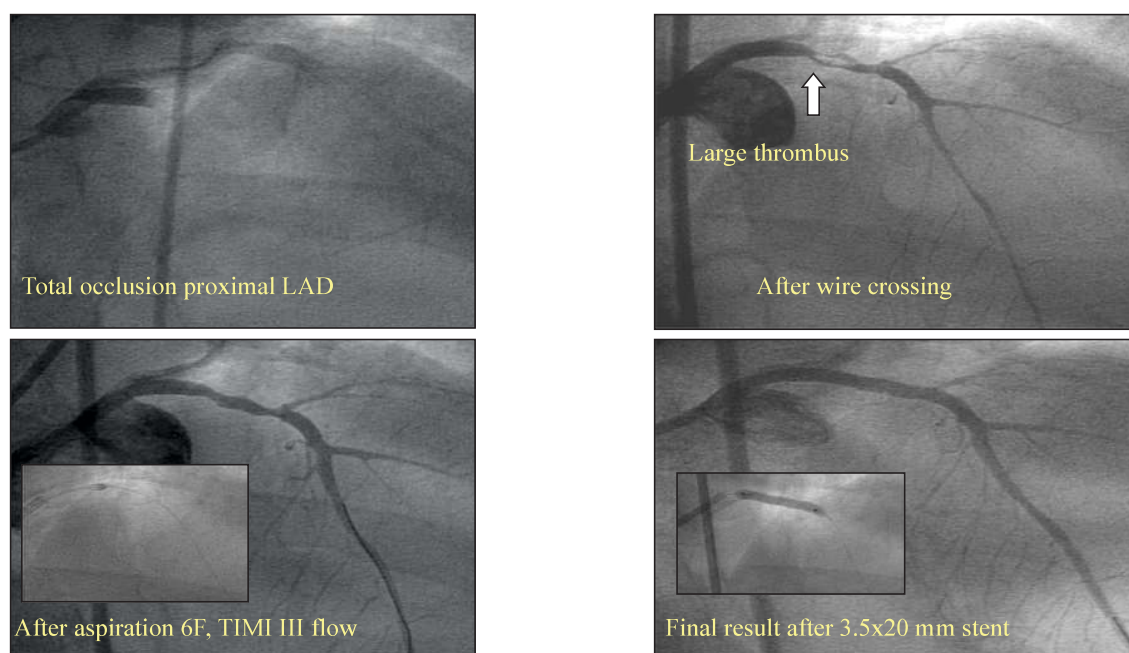 Total occlusion proximal LAD
Large thrombus
After wire crossing
After aspiration 6F, TIMI III flow
Final result after 3.5x20 mm stent